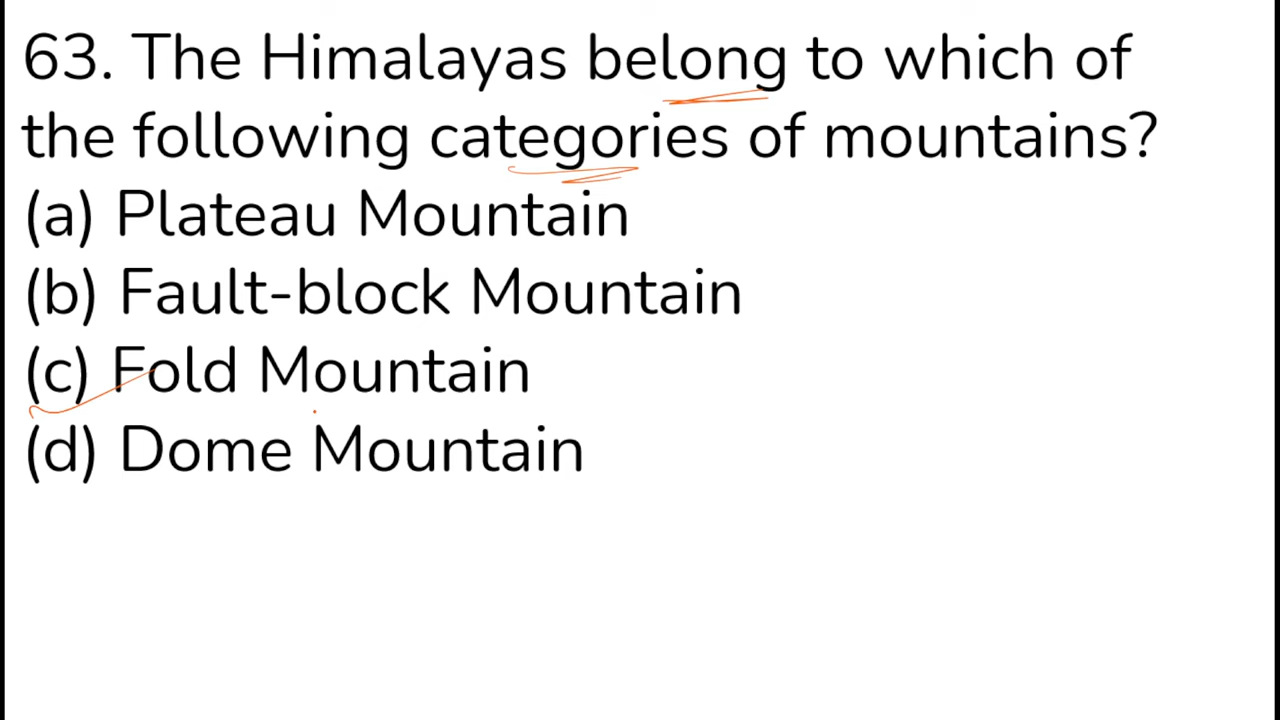 63. The Himalayas belong to which of
the following categories of mountains?
(a) Plateau Mountain
(b) Fault-block Mountain
(c) Fold Mountain
(d) Dome Mountain